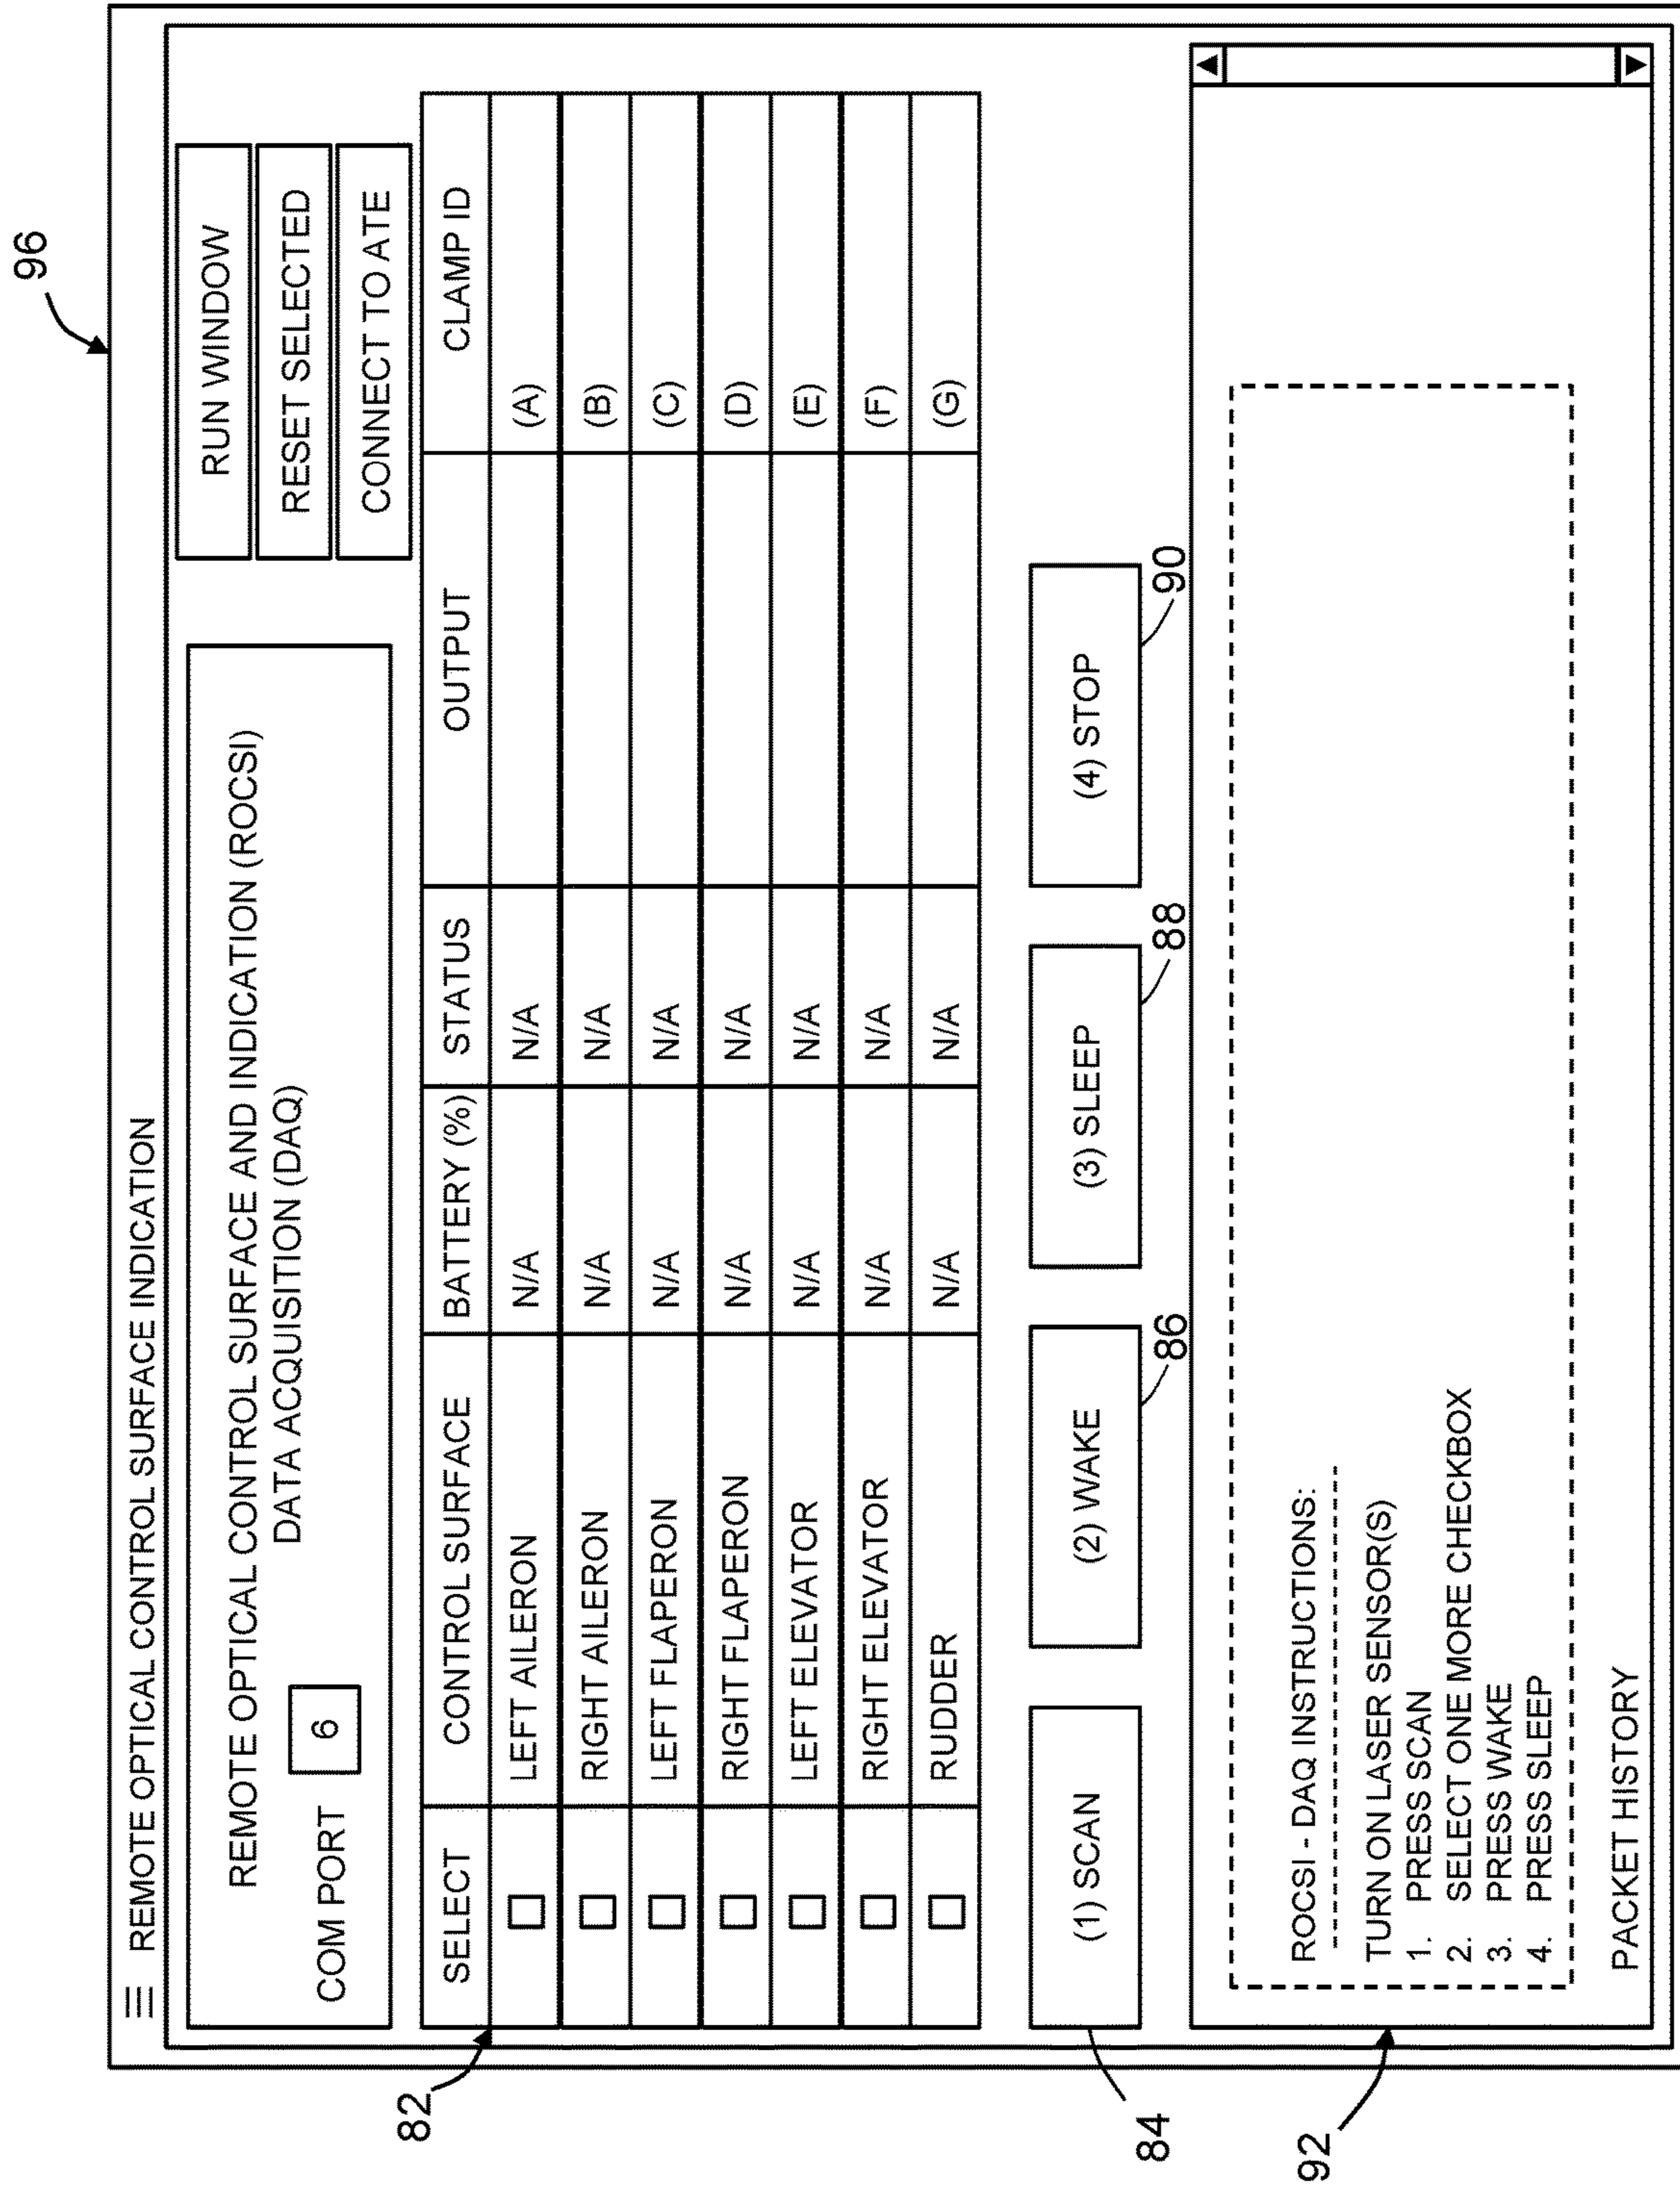 96
REMOTE OPTICAL CONTROL SURFACE INDICATION
REMOTE OPTICAL CONTROL SURFACE AND INDICATION (ROCSI)
DATA ACQUISITION (DAQ)
COM PORT 6
RUN WINDOW
RESET SELECTED
CONNECT TO ATE
82
SELECT CONTROL SURFACE BATTERY (%) STATUS OUTPUT CLAMP ID
LEFT AILERON N/A N/A (A)
RIGHT AILERON N/A N/A (B)
LEFT FLAPERON N/A N/A (C)
RIGHT FLAPERON N/A N/A (D)
LEFT ELEVATOR N/A N/A (E)
RIGHT ELEVATOR N/A N/A (F)
RUDDER N/A N/A (G)
(1) SCAN (2) WAKE (3) SLEEP (4) STOP
84 86 88 90
92
ROCSI - DAQ INSTRUCTIONS:
TURN ON LASER SENSOR(S)
1. PRESS SCAN
2. SELECT ONE MORE CHECKBOX
3. PRESS WAKE
4. PRESS SLEEP
PACKET HISTORY